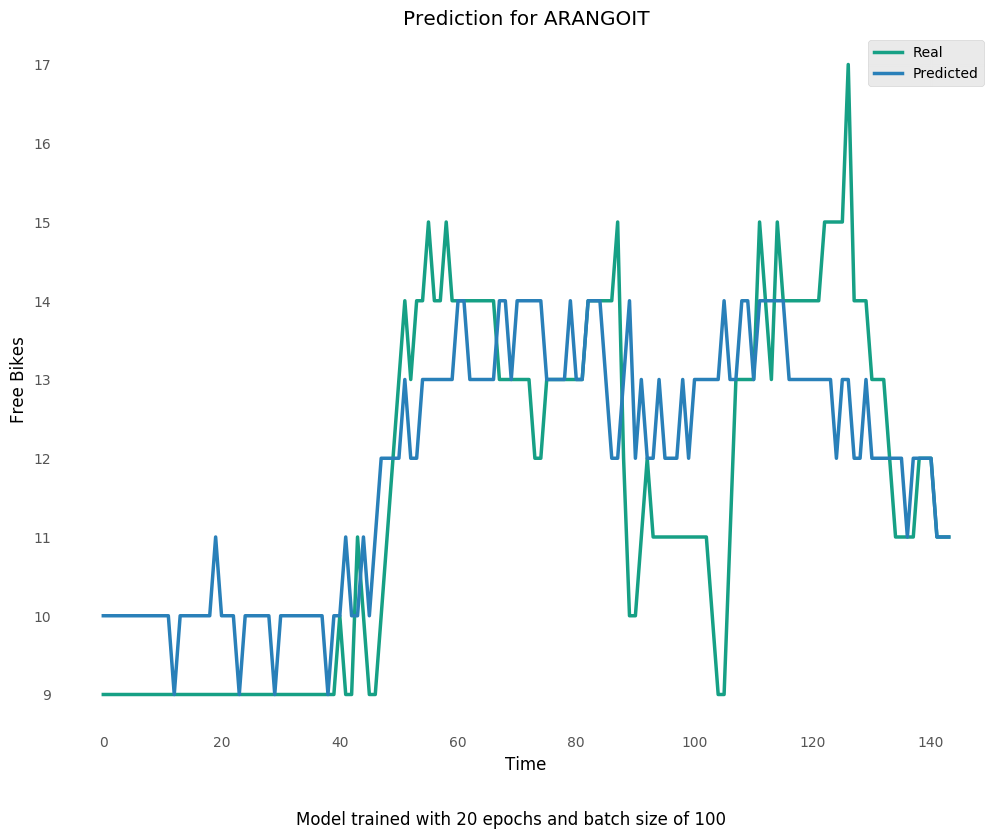 Prediction for ARANGOIT
Real
Predicted
17
16
15
14
13
12
11
10
9
Free Bikes
0 20 40 60 80 100 120 140
Time
Model trained with 20 epochs and batch size of 100